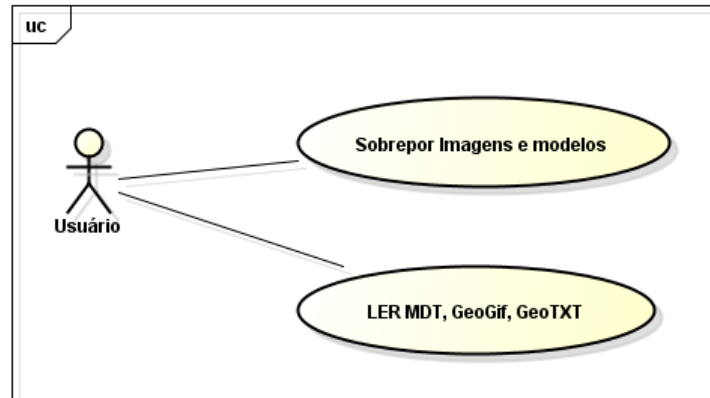 uc
Sobrepor Imagens e modelos
Usuário
LER MDT, GeoGif, GeoTXT